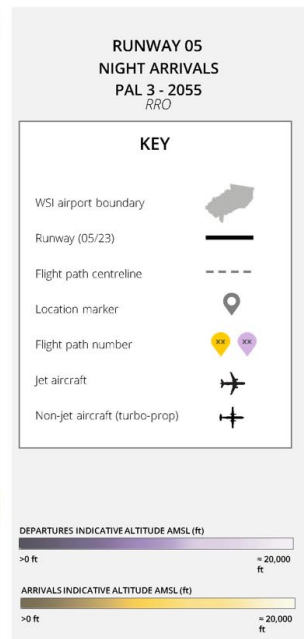 RUNWAY 05
NIGHT ARRIVALS
PAL 3 - 2055
RRO
KEY
WSI airport boundary
Runway (05/23)
Flight path centreline
Location marker
Flight path number
xx xx
Jet aircraft
Non-jet aircraft (turbo-prop)
DEPARTURES INDICATIVE ALTITUDE AMSL (ft)
>0 ft ≈ 20,000
ft
ARRIVALS INDICATIVE ALTITUDE AMSL (ft)
>0 ft ≈ 20,000
ft